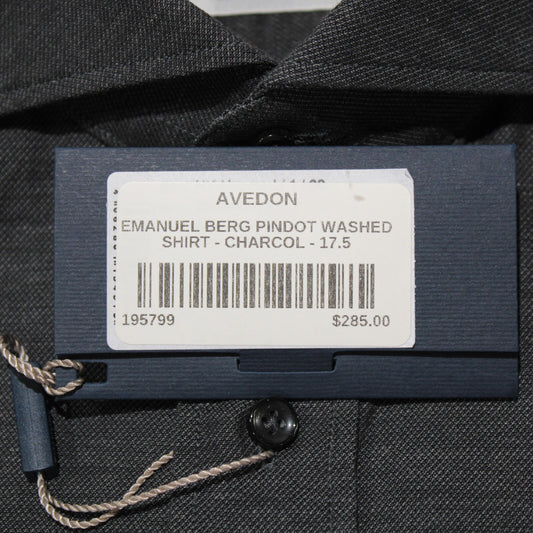 AVEDON
EMANUEL BERG PINDOT WASHED
SHIRT - CHARCOL - 17.5
195799
$285.00